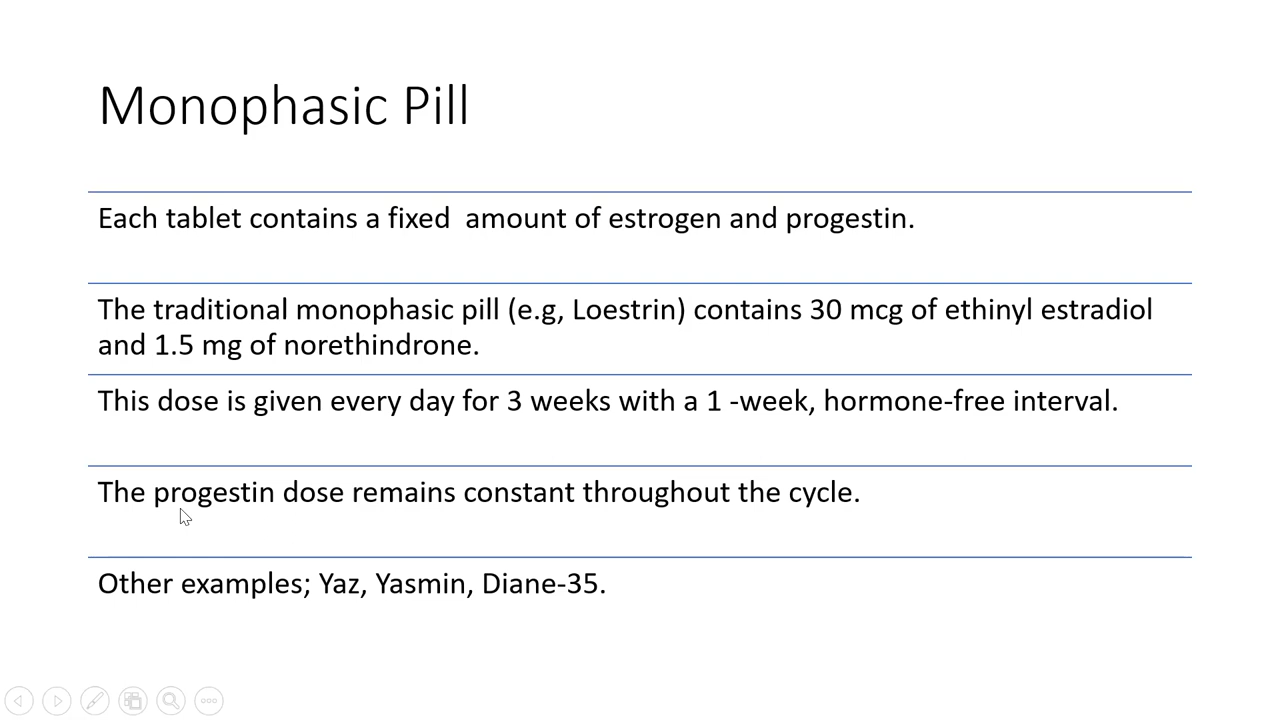 Monophasic Pill
Each tablet contains a fixed  amount of estrogen and progestin.
The traditional monophasic pill (e.g, Loestrin) contains 30 mcg of ethinyl estradiol
and 1.5 mg of norethindrone.
This dose is given every day for 3 weeks with a 1 -week, hormone-free interval.
The progestin dose remains constant throughout the cycle.
Other examples; Yaz, Yasmin, Diane-35.